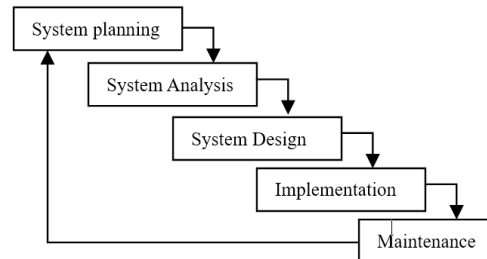 System planning
System Analysis
System Design
Implementation
Maintenance